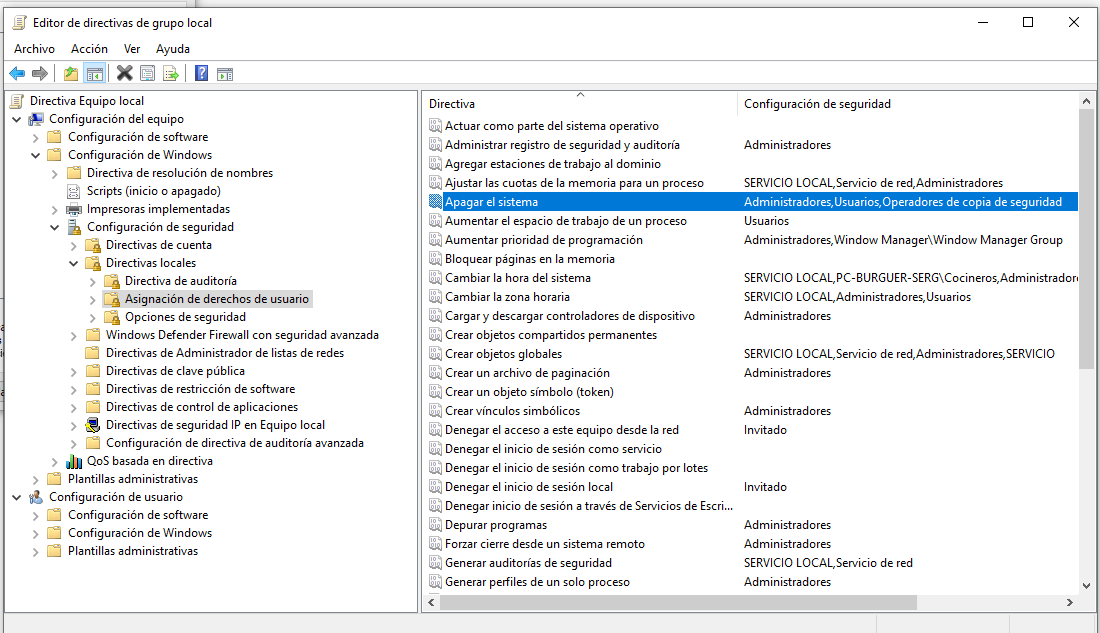 Editor de directivas de grupo local
Archivo Acción Ver Ayuda
Directiva Equipo local
Configuración del equipo
Configuración de software
Configuración de Windows
Directiva de resolución de nombres
Scripts (inicio o apagado)
Impresoras implementadas
Configuración de seguridad
Directivas de cuenta
Directivas locales
Directiva de auditoría
Asignación de derechos de usuario
Opciones de seguridad
Windows Defender Firewall con seguridad avanzada
Directivas de Administrador de listas de redes
Directivas de clave pública
Directivas de restricción de software
Directivas de control de aplicaciones
Directivas de seguridad IP en Equipo local
Configuración de directiva de auditoría avanzada
QoS basada en directiva
Plantillas administrativas
Configuración de usuario
Configuración de software
Configuración de Windows
Plantillas administrativas
Directiva Configuración de seguridad
Actuar como parte del sistema operativo
Administrar registro de seguridad y auditoría Administradores
Agregar estaciones de trabajo al dominio
Ajustar las cuotas de la memoria para un proceso SERVICIO LOCAL,Servicio de red,Administradores
Apagar el sistema Administradores,Usuarios,Operadores de copia de seguridad
Aumentar el espacio de trabajo de un proceso Usuarios
Aumentar prioridad de programación Administradores,Window Manager\Window Manager Group
Bloquear páginas en la memoria
Cambiar la hora del sistema SERVICIO LOCAL,PC-BURGUER-SERG\Cocineros,Administradore
Cambiar la zona horaria SERVICIO LOCAL,Administradores,Usuarios
Cargar y descargar controladores de dispositivo Administradores
Crear objetos compartidos permanentes
Crear objetos globales SERVICIO LOCAL,Servicio de red,Administradores,SERVICIO
Crear un archivo de paginación Administradores
Crear un objeto símbolo (token)
Crear vínculos simbólicos Administradores
Denegar el acceso a este equipo desde la red Invitado
Denegar el inicio de sesión como servicio
Denegar el inicio de sesión como trabajo por lotes
Denegar el inicio de sesión local Invitado
Denegar inicio de sesión a través de Servicios de Escri...
Depurar programas Administradores
Forzar cierre desde un sistema remoto Administradores
Generar auditorías de seguridad SERVICIO LOCAL,Servicio de red
Generar perfiles de un solo proceso Administradores